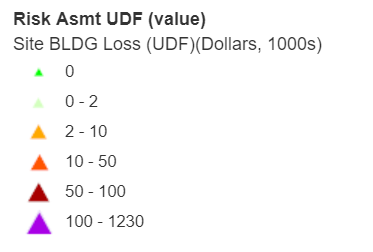 Risk Asmt UDF (value)
Site BLDG Loss (UDF)(Dollars, 1000s)
0
0 - 2
2 - 10
10 - 50
50 - 100
100 - 1230